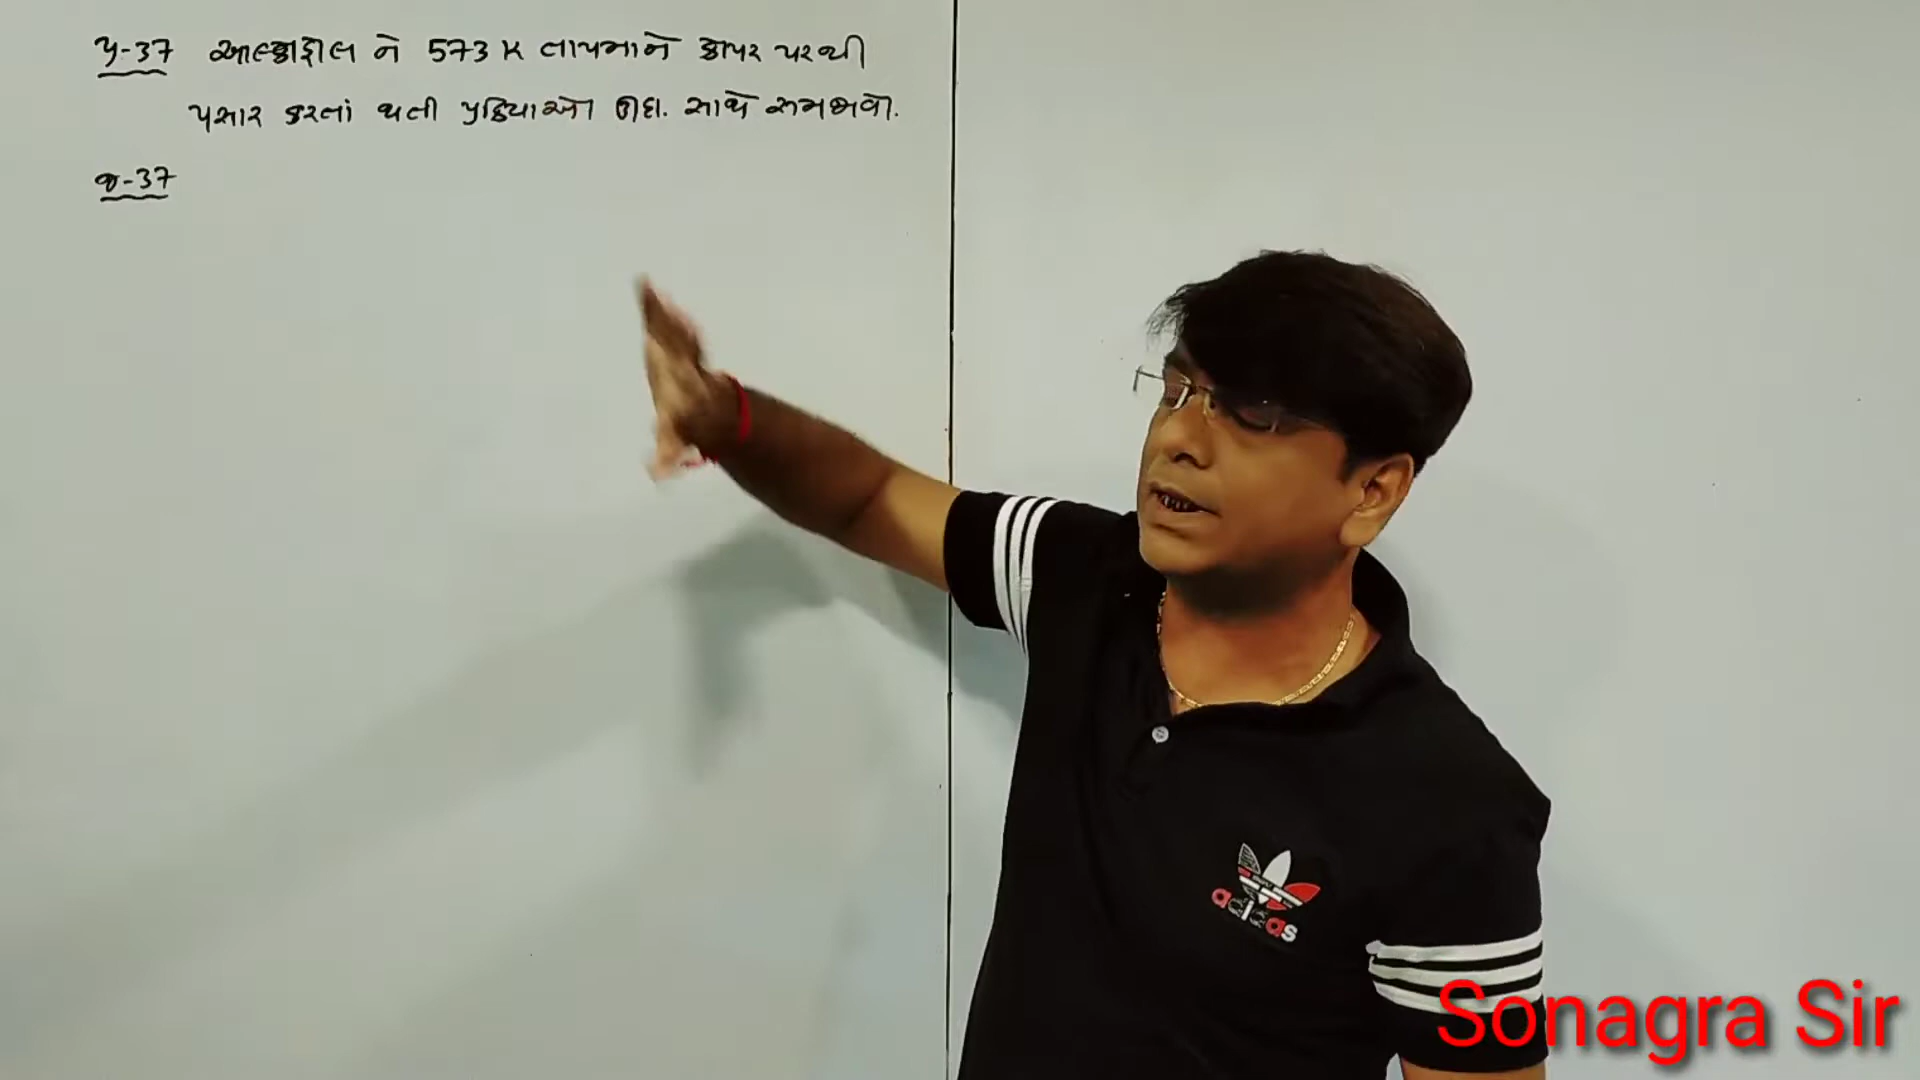 પ્ર-37 આલ્કોહોલ ને 573 K તાપમાને કોપર પરથી
પસાર કરતાં થતી પ્રક્રિયાઓ ઉદા. સાથે સમજાવો.
જ-37
adidas
Sonagra Sir